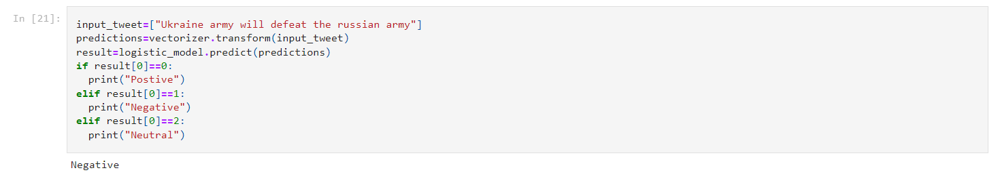 In [21]:
input_tweet=["Ukraine army will defeat the russian army"]
predictions=vectorizer.transform(input_tweet)
result=logistic_model.predict(predictions)
if result[0]==0:
  print("Postive")
elif result[0]==1:
  print("Negative")
elif result[0]==2:
  print("Neutral")
Negative